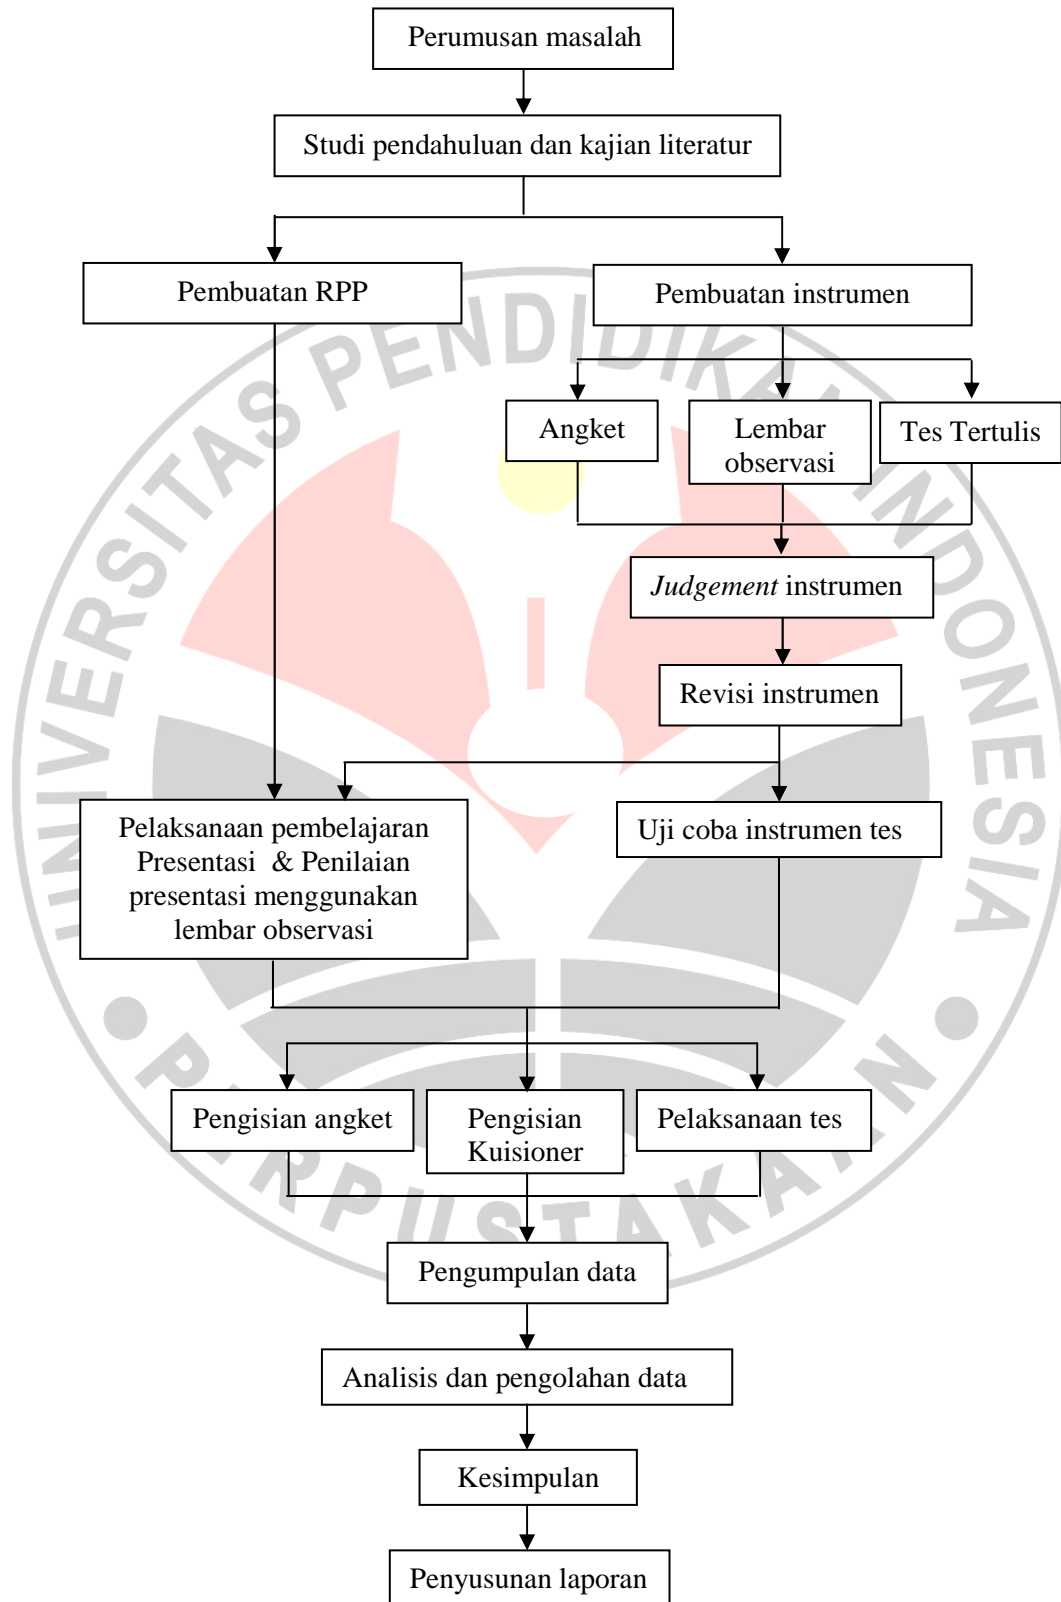 Perumusan masalah
Studi pendahuluan dan kajian literatur
Pembuatan RPP
Pembuatan instrumen
Angket
Lembar
observasi
Tes Tertulis
Judgement instrumen
Revisi instrumen
Pelaksanaan pembelajaran
Presentasi & Penilaian
presentasi menggunakan
lembar observasi
Uji coba instrumen tes
Pengisian angket
Pengisian
Kuisioner
Pelaksanaan tes
Pengumpulan data
Analisis dan pengolahan data
Kesimpulan
Penyusunan laporan
UNIVERSITAS PENDIDIKAN INDONESIA
PERPUSTAKAAN